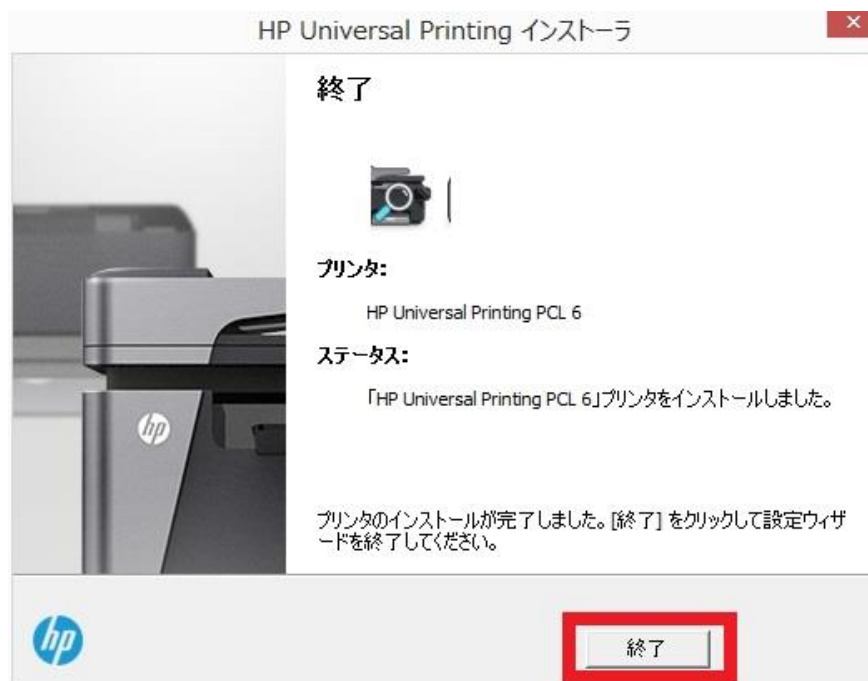 HP Universal Printing インストーラ
終了
プリンタ:
HP Universal Printing PCL 6
ステータス:
「HP Universal Printing PCL 6」プリンタをインストールしました。
hp
プリンタのインストールが完了しました。[終了] をクリックして設定ウィザ
ードを終了してください。
hp
終了